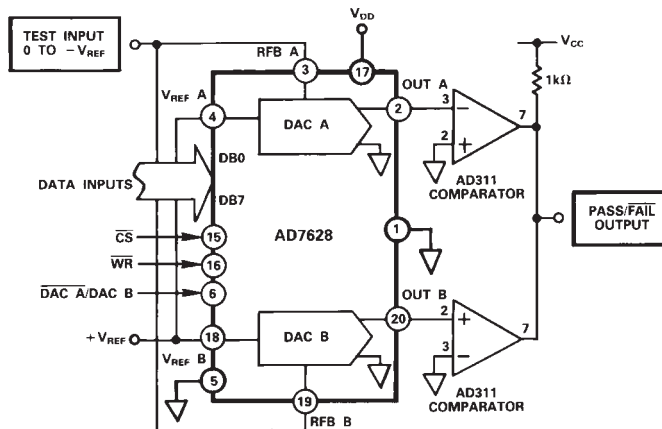 TEST INPUT
0 TO −VREF
VDD
VCC
RFB A
3
17
OUT A
1kΩ
VREF A
4
DAC A
2
3
−
7
2
+
DB0
AD311
COMPARATOR
DATA INPUTS
DB7
PASS/FAIL
OUTPUT
CS
15
AD7628
1
WR
16
DAC A/DAC B
6
OUT B
20
2
+
7
+VREF
18
DAC B
3
−
VREF B
5
AD311
COMPARATOR
19
RFB B